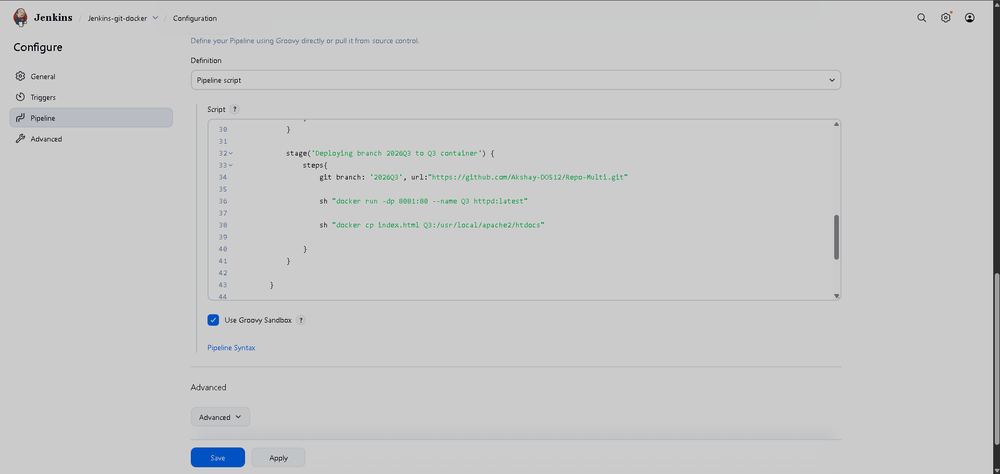 Jenkins / Jenkins-git-docker / Configuration
Configure
General
Triggers
Pipeline
Advanced
Define your Pipeline using Groovy directly or pull it from source control.
Definition
Pipeline script
Script ?
30 }
31
32 stage('Deploying branch 2026Q3 to Q3 container') {
33 steps{
34 git branch: '2026Q3', url:"https://github.com/Akshay-DO512/Repo-Multi.git"
35
36 sh "docker run -dp 8081:80 --name Q3 httpd:latest"
37
38 sh "docker cp index.html Q3:/usr/local/apache2/htdocs"
39
40 }
41 }
42
43 }
44
Use Groovy Sandbox ?
Pipeline Syntax
Advanced
Advanced
Save Apply